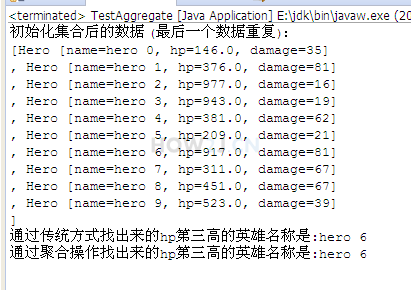 <terminated> TestAggregate [Java Application] E:\jdk\bin\javaw.exe (20
初始化集合后的数据 (最后一个数据重复):
[Hero [name=hero 0, hp=146.0, damage=35]
, Hero [name=hero 1, hp=376.0, damage=81]
, Hero [name=hero 2, hp=977.0, damage=16]
, Hero [name=hero 3, hp=943.0, damage=19]
, Hero [name=hero 4, hp=381.0, damage=62]
, Hero [name=hero 5, hp=209.0, damage=21]
, Hero [name=hero 6, hp=917.0, damage=81]
, Hero [name=hero 7, hp=311.0, damage=67]
, Hero [name=hero 8, hp=451.0, damage=67]
, Hero [name=hero 9, hp=523.0, damage=39]
]
通过传统方式找出来的hp第三高的英雄名称是:hero 6
通过聚合操作找出来的hp第三高的英雄名称是:hero 6